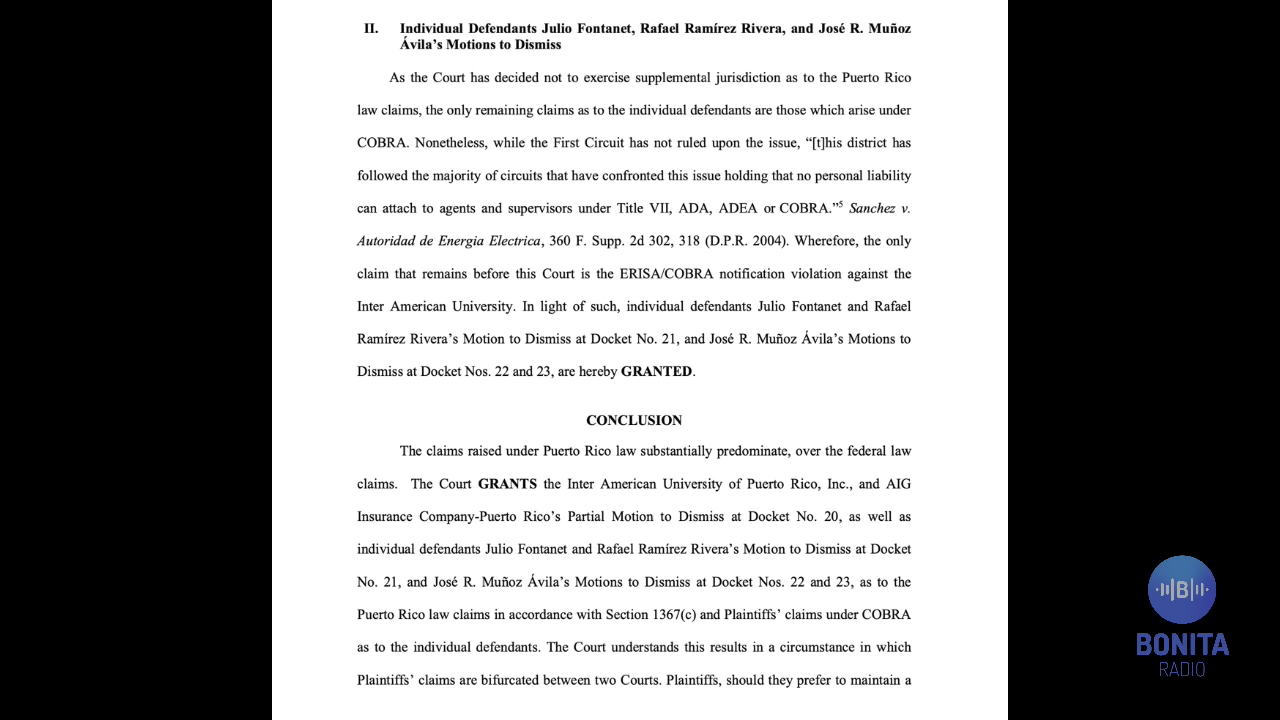 II. Individual Defendants Julio Fontanet, Rafael Ramírez Rivera, and José R. Muñoz
Ávila’s Motions to Dismiss
As the Court has decided not to exercise supplemental jurisdiction as to the Puerto Rico
law claims, the only remaining claims as to the individual defendants are those which arise under
COBRA. Nonetheless, while the First Circuit has not ruled upon the issue, “[t]his district has
followed the majority of circuits that have confronted this issue holding that no personal liability
can attach to agents and supervisors under Title VII, ADA, ADEA or COBRA.”5 Sanchez v.
Autoridad de Energia Electrica, 360 F. Supp. 2d 302, 318 (D.P.R. 2004). Wherefore, the only
claim that remains before this Court is the ERISA/COBRA notification violation against the
Inter American University. In light of such, individual defendants Julio Fontanet and Rafael
Ramírez Rivera’s Motion to Dismiss at Docket No. 21, and José R. Muñoz Ávila’s Motions to
Dismiss at Docket Nos. 22 and 23, are hereby GRANTED.
CONCLUSION
The claims raised under Puerto Rico law substantially predominate, over the federal law
claims. The Court GRANTS the Inter American University of Puerto Rico, Inc., and AIG
Insurance Company-Puerto Rico’s Partial Motion to Dismiss at Docket No. 20, as well as
individual defendants Julio Fontanet and Rafael Ramírez Rivera’s Motion to Dismiss at Docket
No. 21, and José R. Muñoz Ávila’s Motions to Dismiss at Docket Nos. 22 and 23, as to the
Puerto Rico law claims in accordance with Section 1367(c) and Plaintiffs’ claims under COBRA
as to the individual defendants. The Court understands this results in a circumstance in which
Plaintiffs’ claims are bifurcated between two Courts. Plaintiffs, should they prefer to maintain a
B
BONITA
RADIO